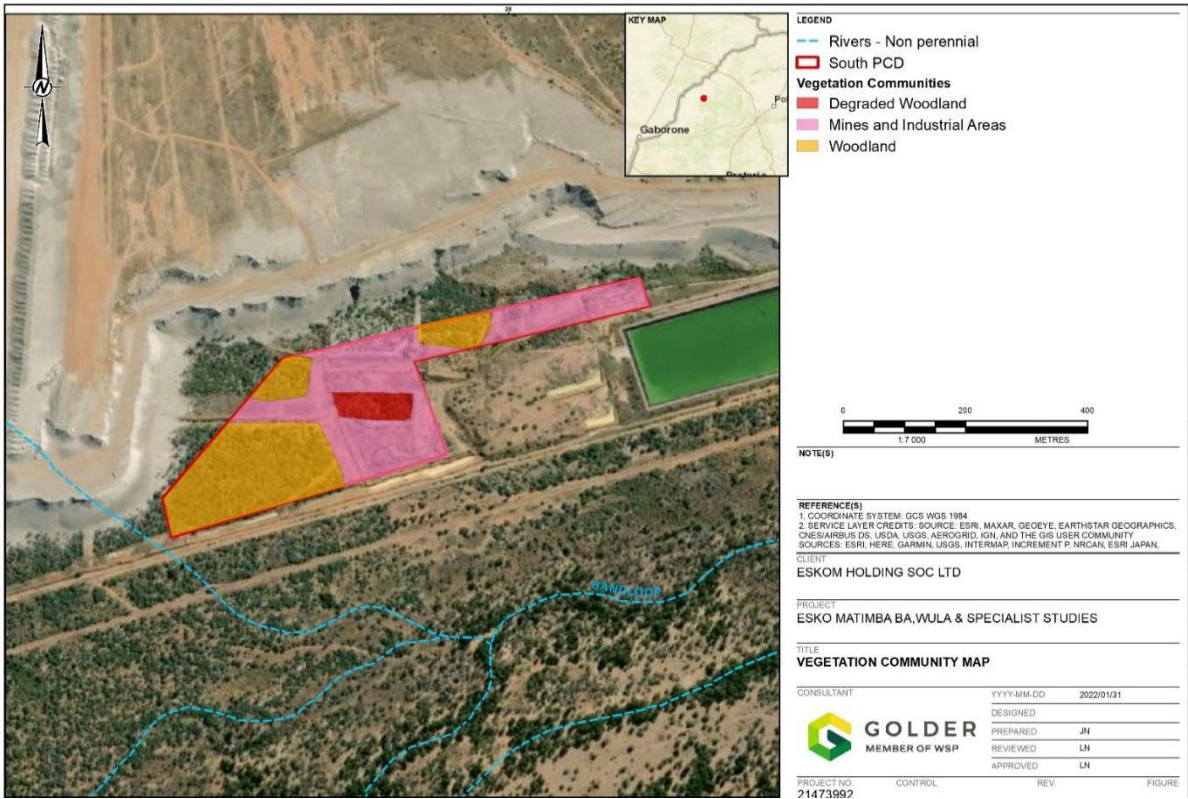 28
KEY MAP
Gaborone
N
SANDLOOP
LEGEND
Rivers - Non perennial
South PCD
Vegetation Communities
Degraded Woodland
Mines and Industrial Areas
Woodland
0 200 400
1:7 000 METRES
NOTE(S)
REFERENCE(S)
1. COORDINATE SYSTEM: GCS WGS 1984
2. SERVICE LAYER CREDITS: SOURCE: ESRI, MAXAR, GEOEYE, EARTHSTAR GEOGRAPHICS,
CNES/AIRBUS DS, USDA, USGS, AEROGRID, IGN, AND THE GIS USER COMMUNITY
SOURCES: ESRI, HERE, GARMIN, USGS, INTERMAP, INCREMENT P, NRCAN, ESRI JAPAN,
CLIENT
ESKOM HOLDING SOC LTD
PROJECT
ESKO MATIMBA BA,WULA & SPECIALIST STUDIES
TITLE
VEGETATION COMMUNITY MAP
CONSULTANT
GOLDER
MEMBER OF WSP
YYYY-MM-DD 2022/01/31
DESIGNED
PREPARED JN
REVIEWED LN
APPROVED LN
PROJECT NO. CONTROL REV. FIGURE
21473992